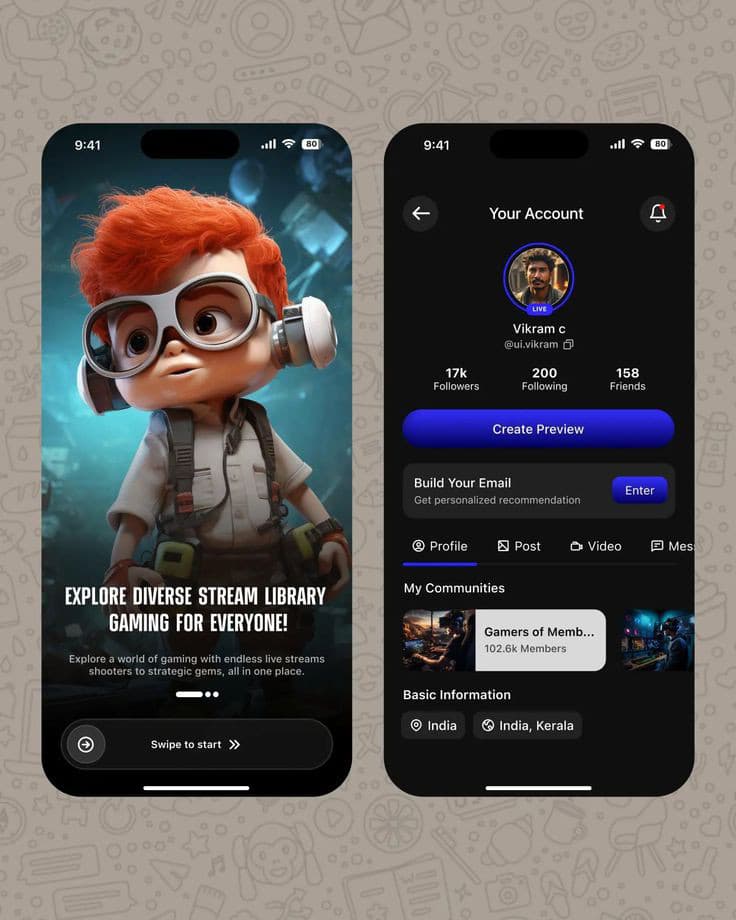 9:41
80
EXPLORE DIVERSE STREAM LIBRARY
GAMING FOR EVERYONE!
Explore a world of gaming with endless live streams
shooters to strategic gems, all in one place.
Swipe to start
9:41
80
Your Account
LIVE
Vikram c
@ui.vikram
17k 200 158
Followers Following Friends
Create Preview
Build Your Email
Get personalized recommendation
Enter
Profile Post Video Mes
My Communities
Gamers of Memb...
102.6k Members
Basic Information
India India, Kerala
BFF